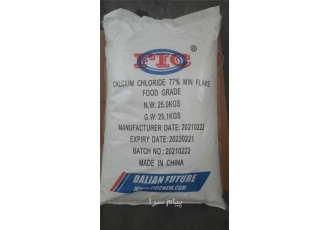 FTC®
CALCIUM CHLORIDE 77% MIN FLAKE
FOOD GRADE
N.W: 25.0KGS
G.W: 25.1KGS
MANUFACTURER DATE: 20210222
EXPIRY DATE: 20230221
BATCH NO.: 20210222
MADE IN CHINA
DALIAN FUTURE
پیام سرا